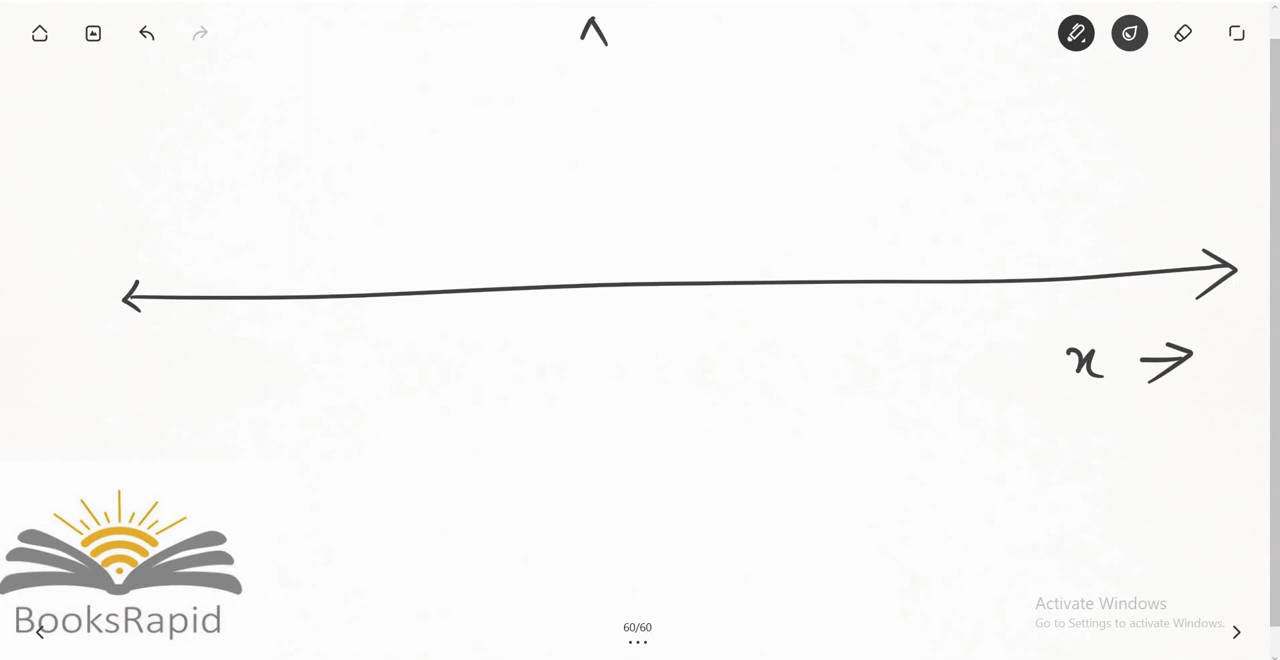 x →
BooksRapid
60/60
Activate Windows
Go to Settings to activate Windows.